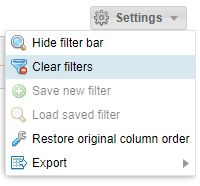 Settings
Hide filter bar
Clear filters
Save new filter
Load saved filter
Restore original column order
Export